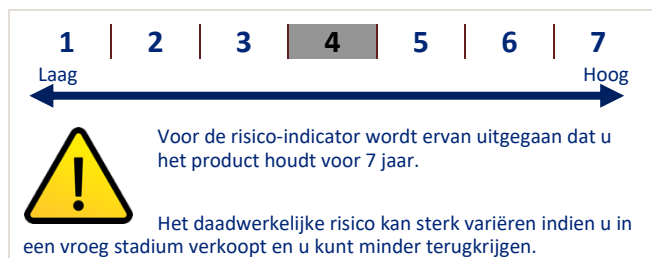 1 2 3 4 5 6 7
Laag Hoog
Voor de risico-indicator wordt ervan uitgegaan dat u
het product houdt voor 7 jaar.
Het daadwerkelijke risico kan sterk variëren indien u in
een vroeg stadium verkoopt en u kunt minder terugkrijgen.